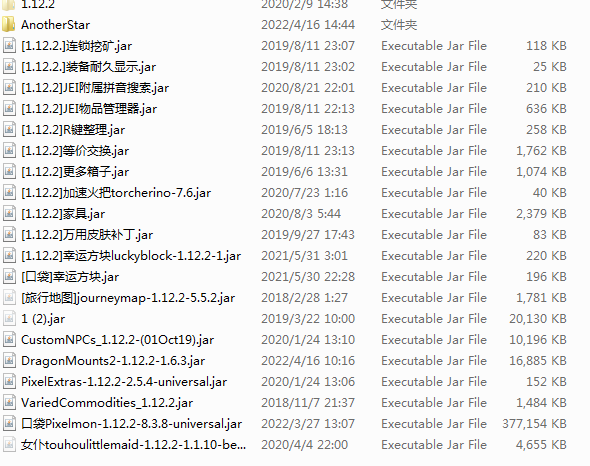 1.12.2 2020/2/9 14:38 文件夹
AnotherStar 2022/4/16 14:44 文件夹
[1.12.2.]连锁挖矿.jar 2019/8/11 23:07 Executable Jar File 118 KB
[1.12.2.]装备耐久显示.jar 2019/8/11 23:02 Executable Jar File 25 KB
[1.12.2]JEI附属拼音搜索.jar 2020/8/21 22:01 Executable Jar File 210 KB
[1.12.2]JEI物品管理器.jar 2019/8/11 22:13 Executable Jar File 636 KB
[1.12.2]R键整理.jar 2019/6/5 18:13 Executable Jar File 258 KB
[1.12.2]等价交换.jar 2019/8/11 23:13 Executable Jar File 1,762 KB
[1.12.2]更多箱子.jar 2019/6/6 13:31 Executable Jar File 1,074 KB
[1.12.2]加速火把torcherino-7.6.jar 2020/7/23 1:16 Executable Jar File 40 KB
[1.12.2]家具.jar 2020/8/3 5:44 Executable Jar File 2,379 KB
[1.12.2]万用皮肤补丁.jar 2019/9/27 17:43 Executable Jar File 83 KB
[1.12.2]幸运方块luckyblock-1.12.2-1.jar 2021/5/31 3:01 Executable Jar File 220 KB
[口袋]幸运方块.jar 2021/5/30 22:28 Executable Jar File 196 KB
[旅行地图]journeymap-1.12.2-5.5.2.jar 2018/2/28 1:27 Executable Jar File 1,781 KB
1 (2).jar 2019/3/22 10:00 Executable Jar File 20,130 KB
CustomNPCs_1.12.2-(01Oct19).jar 2020/1/24 13:10 Executable Jar File 10,196 KB
DragonMounts2-1.12.2-1.6.3.jar 2022/4/16 10:16 Executable Jar File 16,885 KB
PixelExtras-1.12.2-2.5.4-universal.jar 2020/1/24 13:06 Executable Jar File 152 KB
VariedCommodities_1.12.2.jar 2018/11/7 21:37 Executable Jar File 1,484 KB
口袋Pixelmon-1.12.2-8.3.8-universal.jar 2022/3/27 13:07 Executable Jar File 377,154 KB
女仆touhoulittlemaid-1.12.2-1.1.10-be... 2020/4/4 22:00 Executable Jar File 4,655 KB